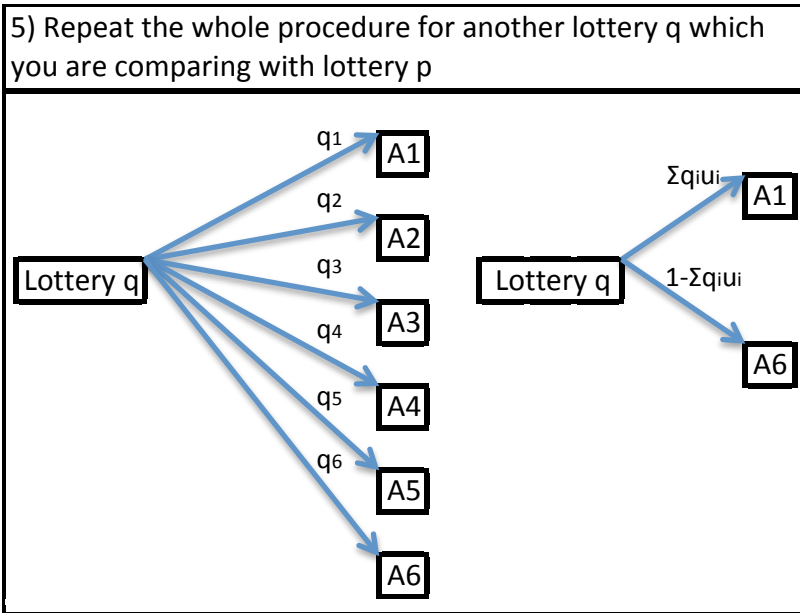 5) Repeat the whole procedure for another lottery q which
you are comparing with lottery p
Lottery q
q1
q2
q3
q4
q5
q6
A1
A2
A3
A4
A5
A6
Lottery q
Σqiui
1-Σqiui
A1
A6